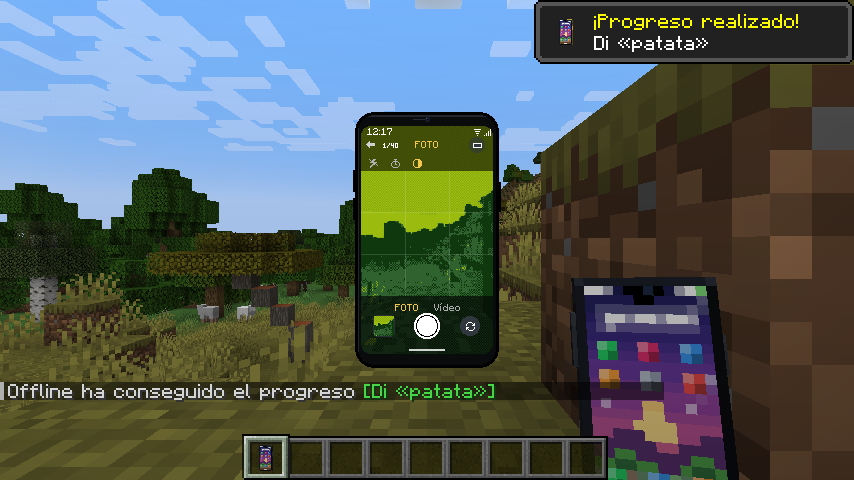 ¡Progreso realizado!
Di «patata»
12:17
1/40 FOTO
FOTO Vídeo
Offline ha conseguido el progreso [Di «patata»]